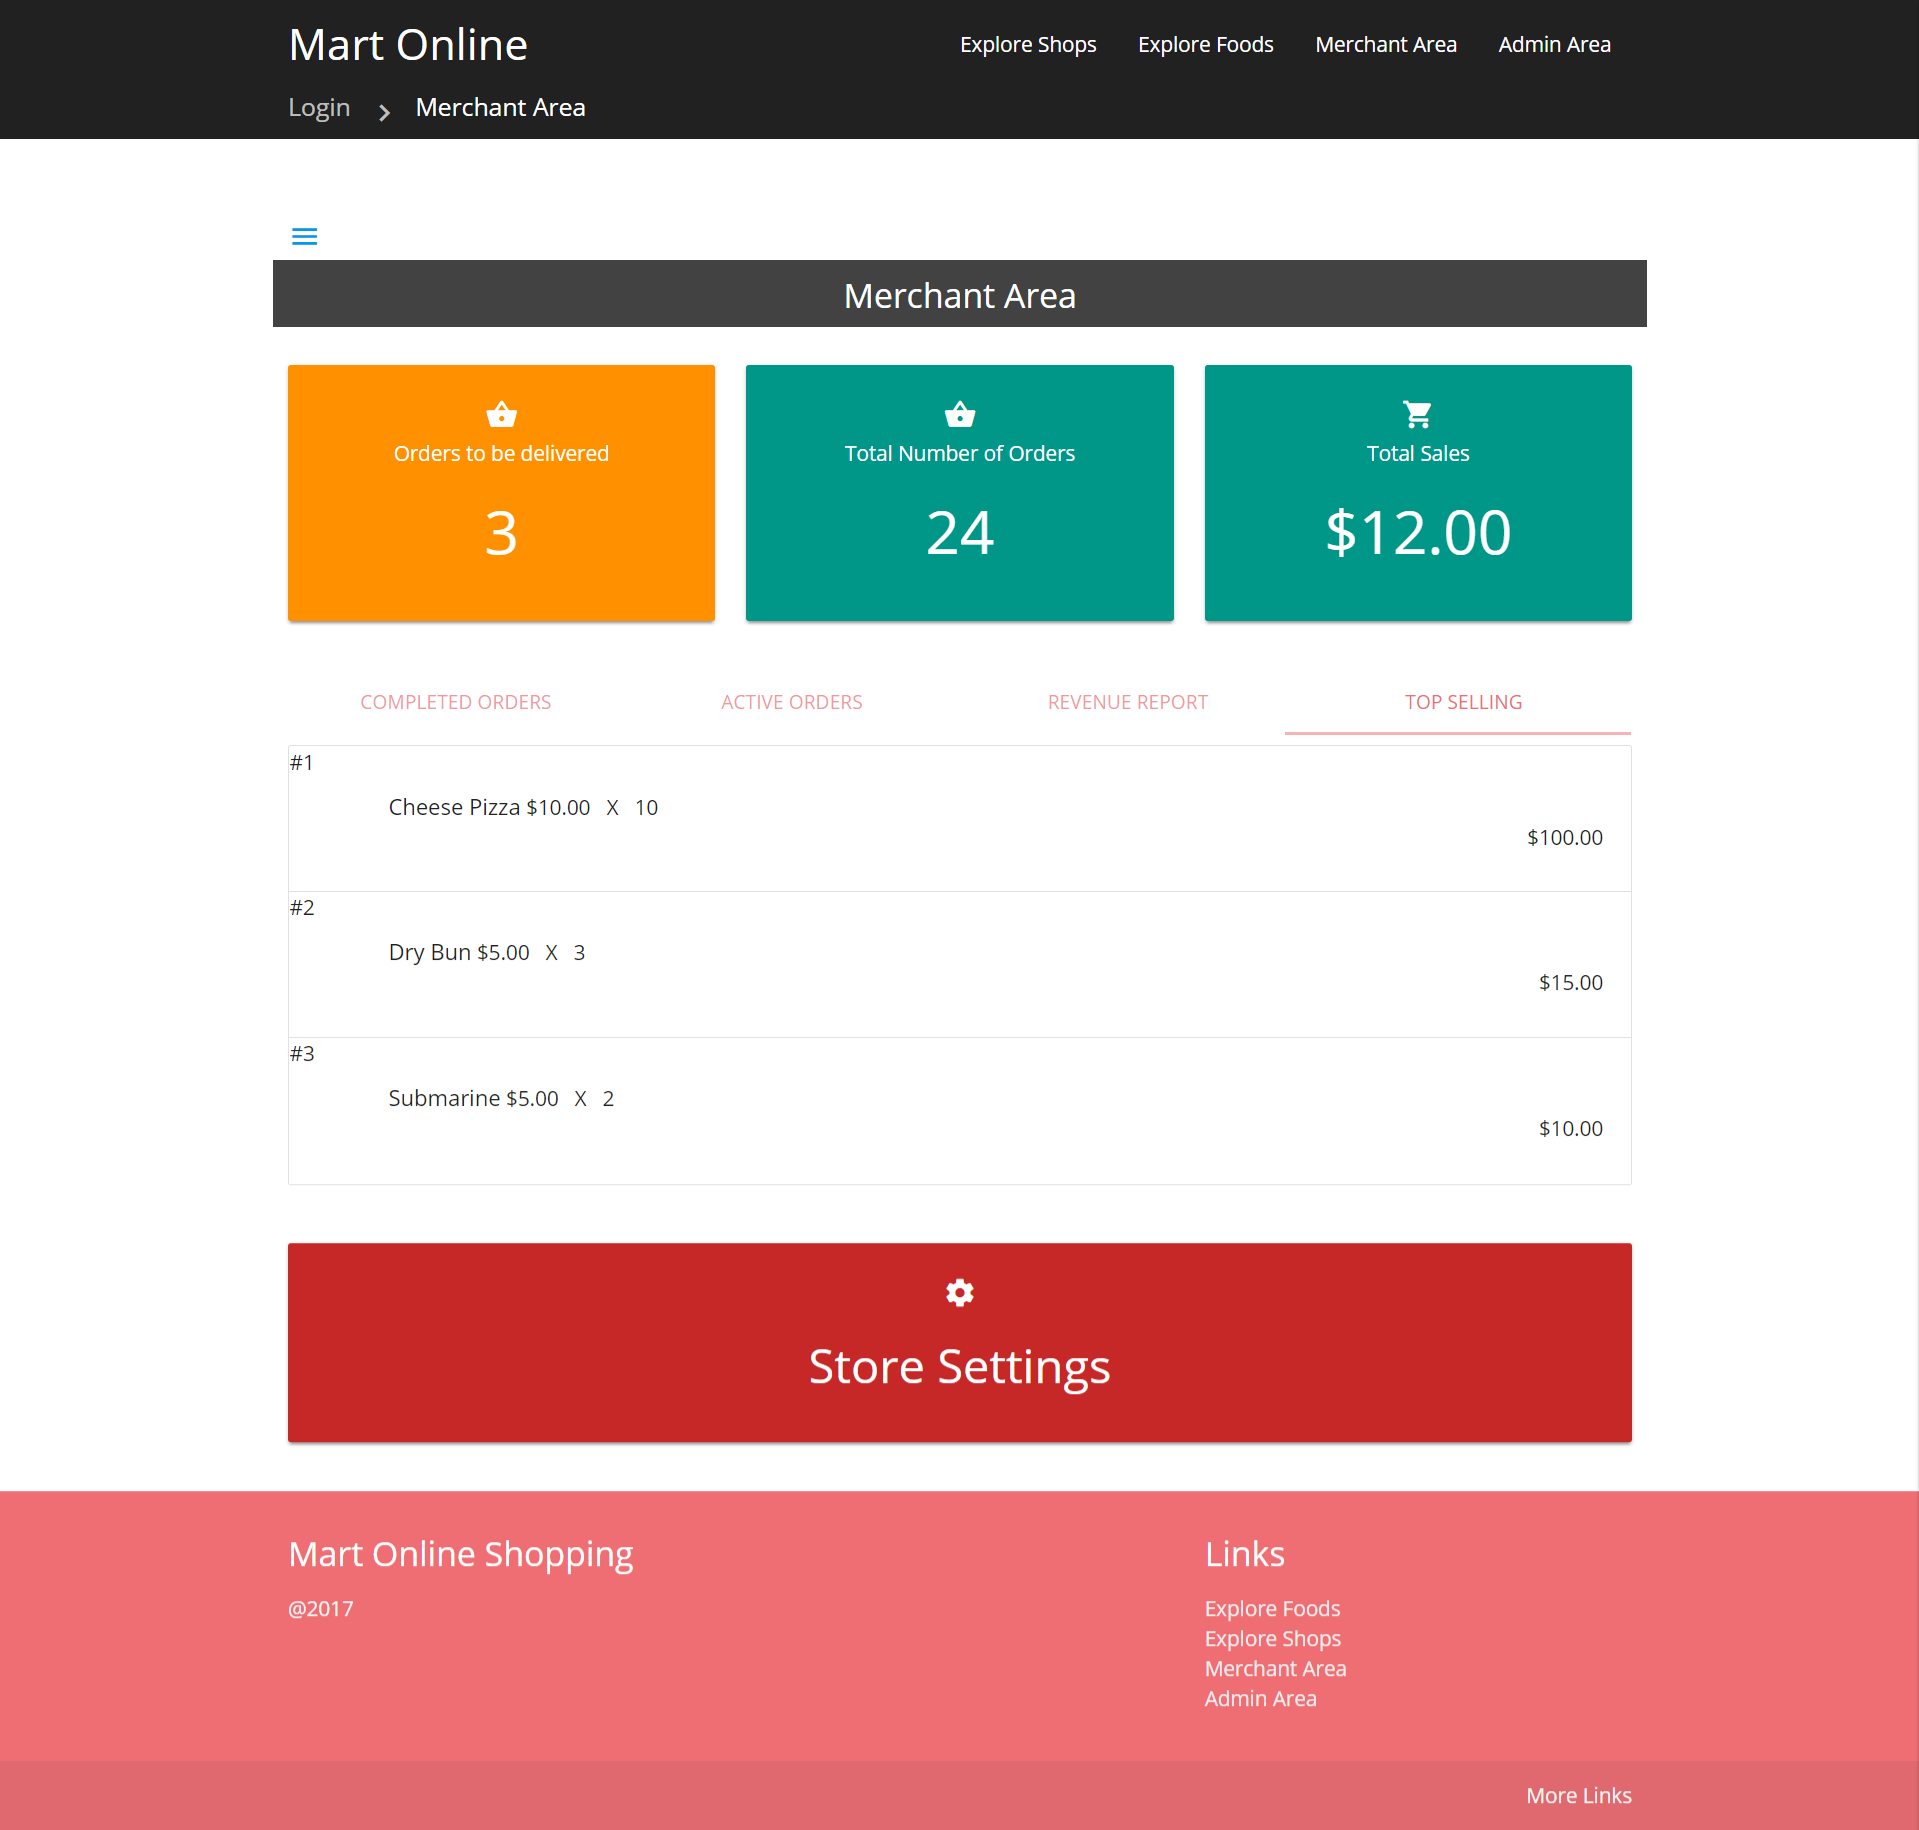 Mart Online
Explore Shops Explore Foods Merchant Area Admin Area
Login Merchant Area
Merchant Area
Orders to be delivered
3
Total Number of Orders
24
Total Sales
$12.00
COMPLETED ORDERS ACTIVE ORDERS REVENUE REPORT TOP SELLING
#1
Cheese Pizza $10.00 X 10
$100.00
#2
Dry Bun $5.00 X 3
$15.00
#3
Submarine $5.00 X 2
$10.00
Store Settings
Mart Online Shopping
@2017
Links
Explore Foods
Explore Shops
Merchant Area
Admin Area
More Links